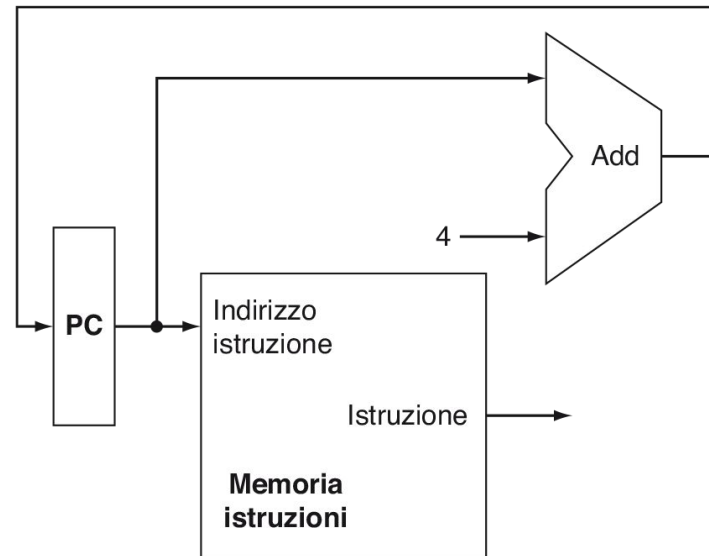 Add
4
PC
Indirizzo
istruzione
Istruzione
Memoria
istruzioni